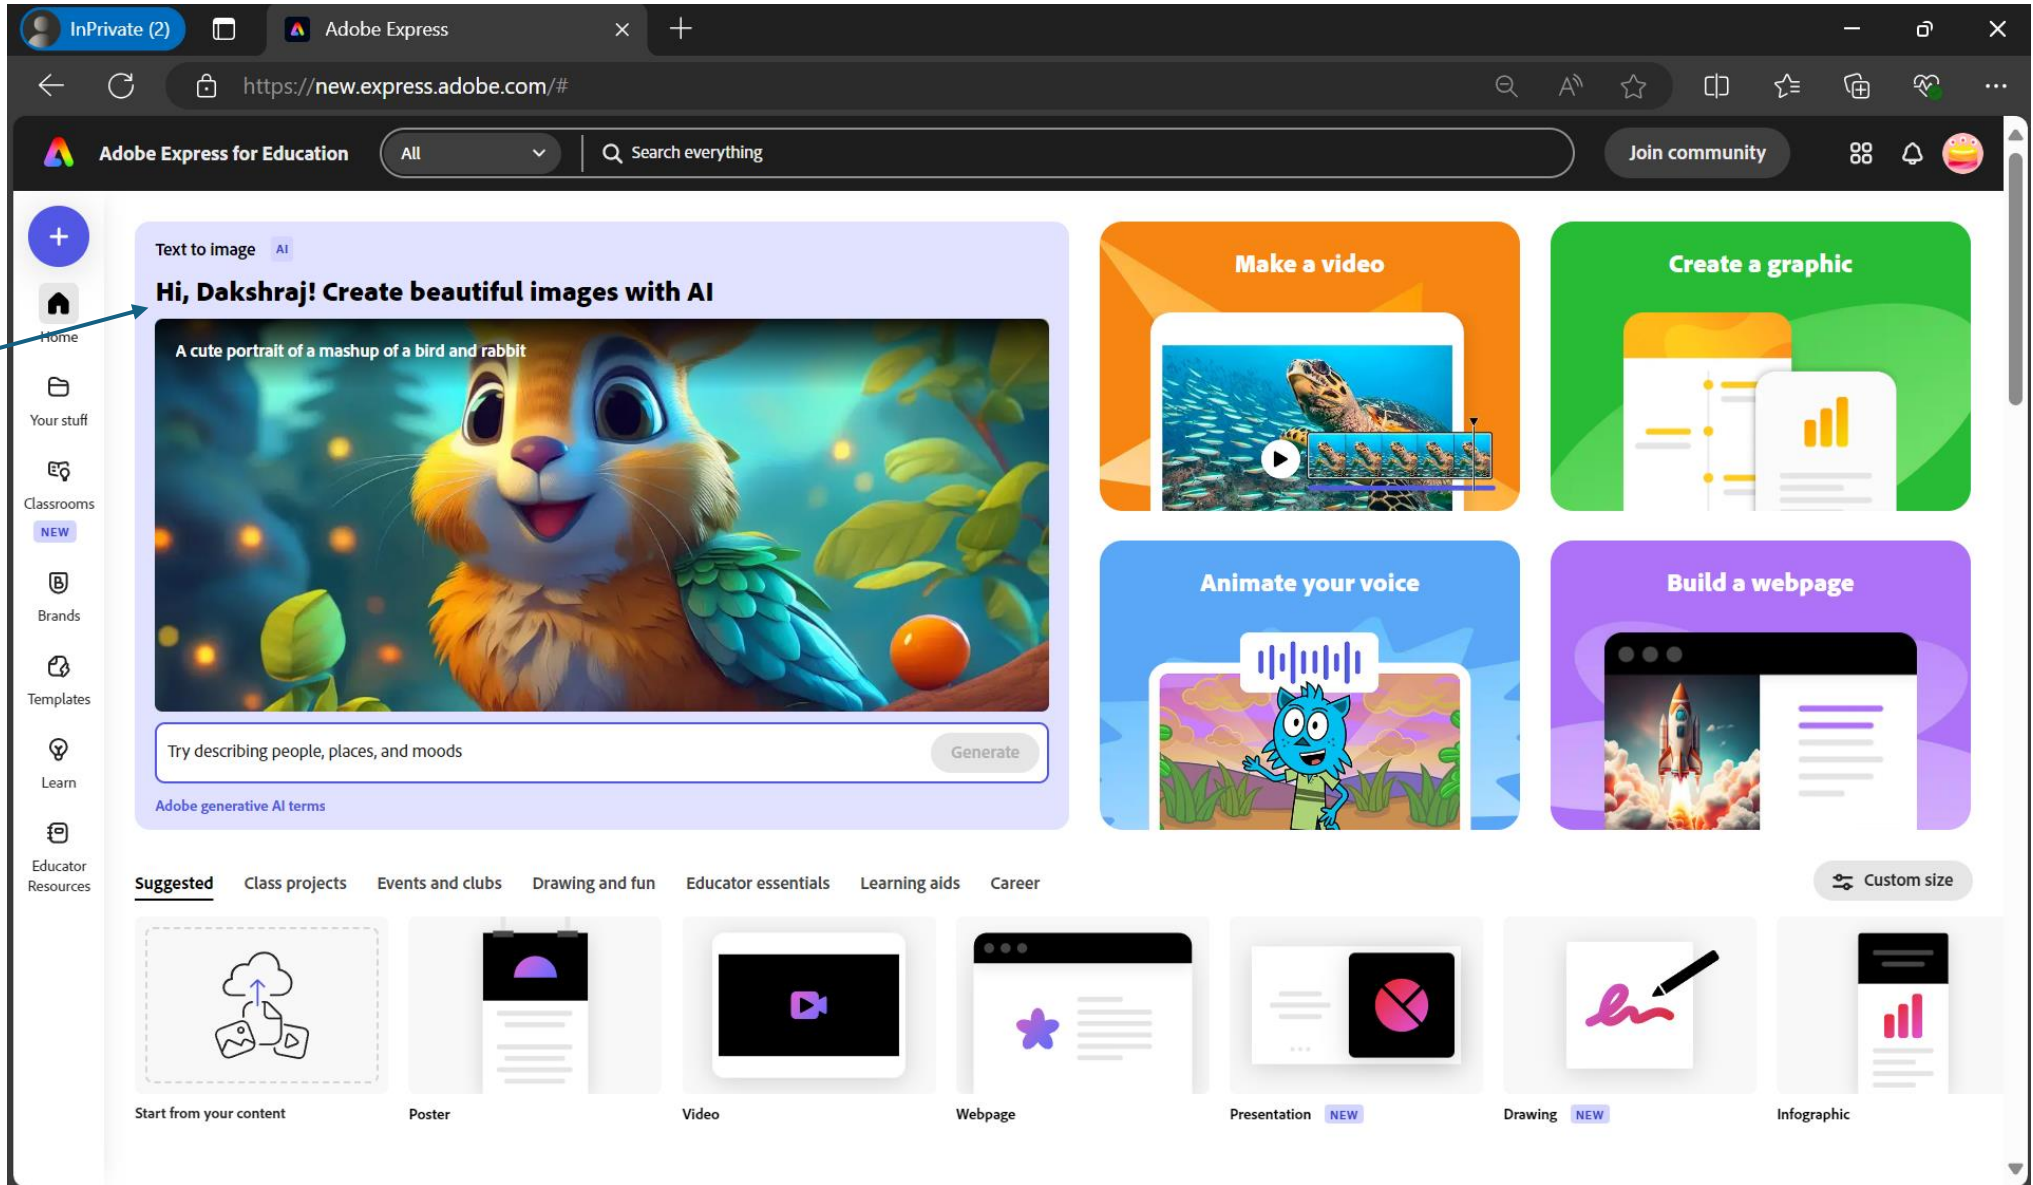 InPrivate (2)
Adobe Express
https://new.express.adobe.com/#
Adobe Express for Education
All
Search everything
Join community
Home
Your stuff
Classrooms
NEW
Brands
Templates
Learn
Educator
Resources
Text to image AI
Hi, Dakshraj! Create beautiful images with AI
A cute portrait of a mashup of a bird and rabbit
Try describing people, places, and moods
Generate
Adobe generative AI terms
Make a video
Create a graphic
Animate your voice
Build a webpage
Suggested Class projects Events and clubs Drawing and fun Educator essentials Learning aids Career
Custom size
Start from your content
Poster
Video
Webpage
Presentation NEW
Drawing NEW
Infographic